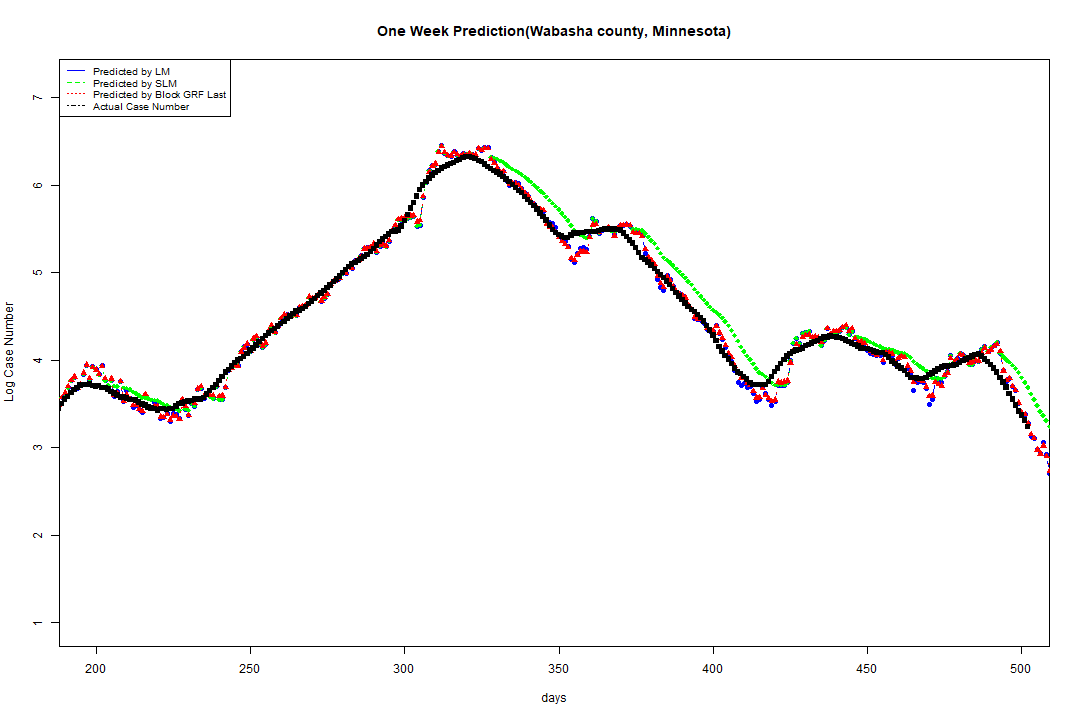 One Week Prediction(Wabasha county, Minnesota)
Predicted by LM
Predicted by SLM
Predicted by Block GRF Last
Actual Case Number
7
6
5
4
3
2
1
Log Case Number
200 250 300 350 400 450 500
days